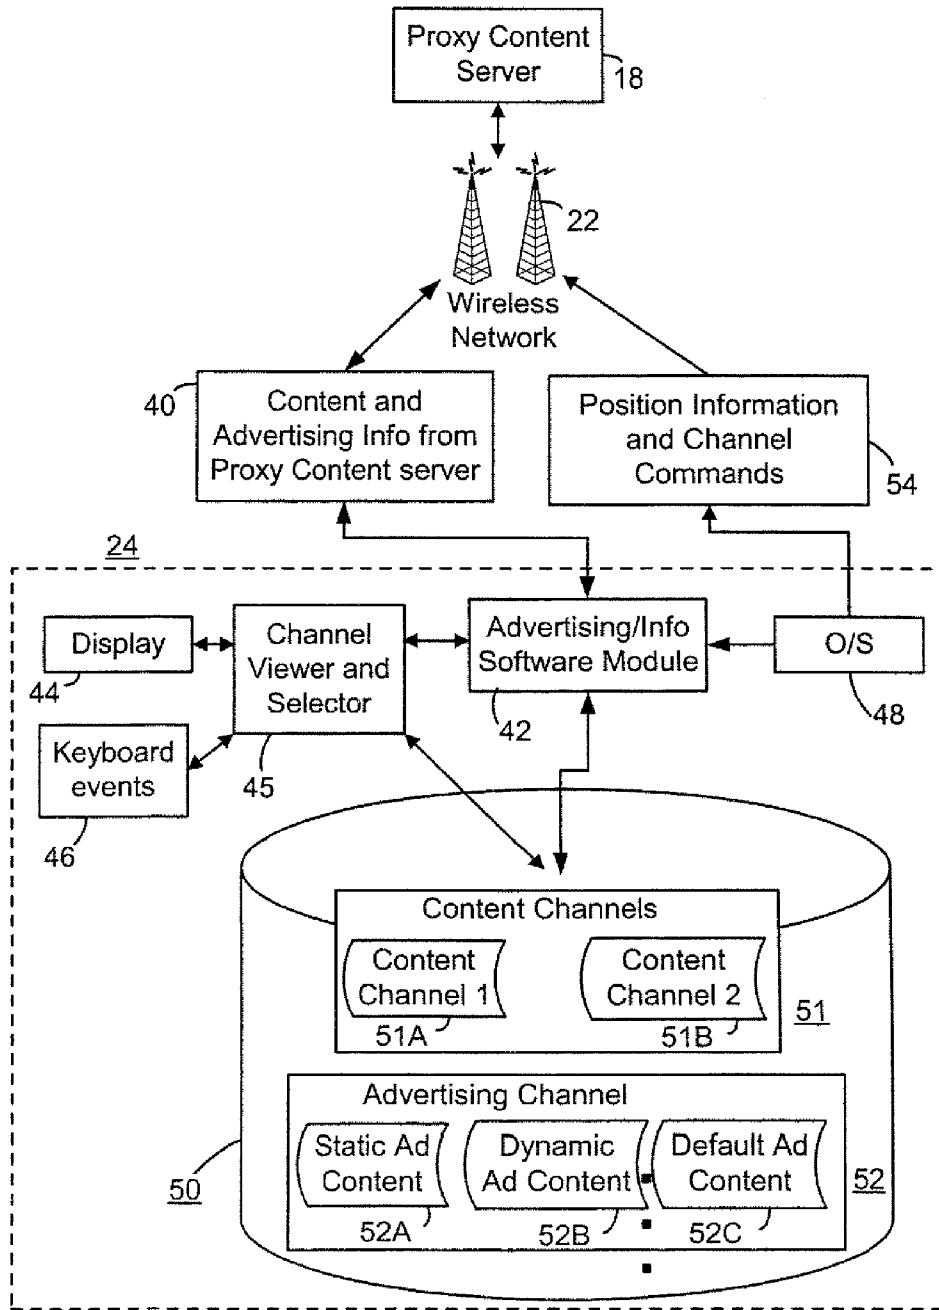 Proxy Content
Server
18
22
Wireless
Network
40
Content and
Advertising Info from
Proxy Content server
Position Information
and Channel
Commands
54
24
Display
44
Channel
Viewer and
Selector
45
Advertising/Info
Software Module
42
O/S
48
Keyboard
events
46
Content Channels
Content
Channel 1
51A
Content
Channel 2
51B
51
Advertising Channel
Static Ad
Content
52A
Dynamic
Ad Content
52B
Default Ad
Content
52C
52
50